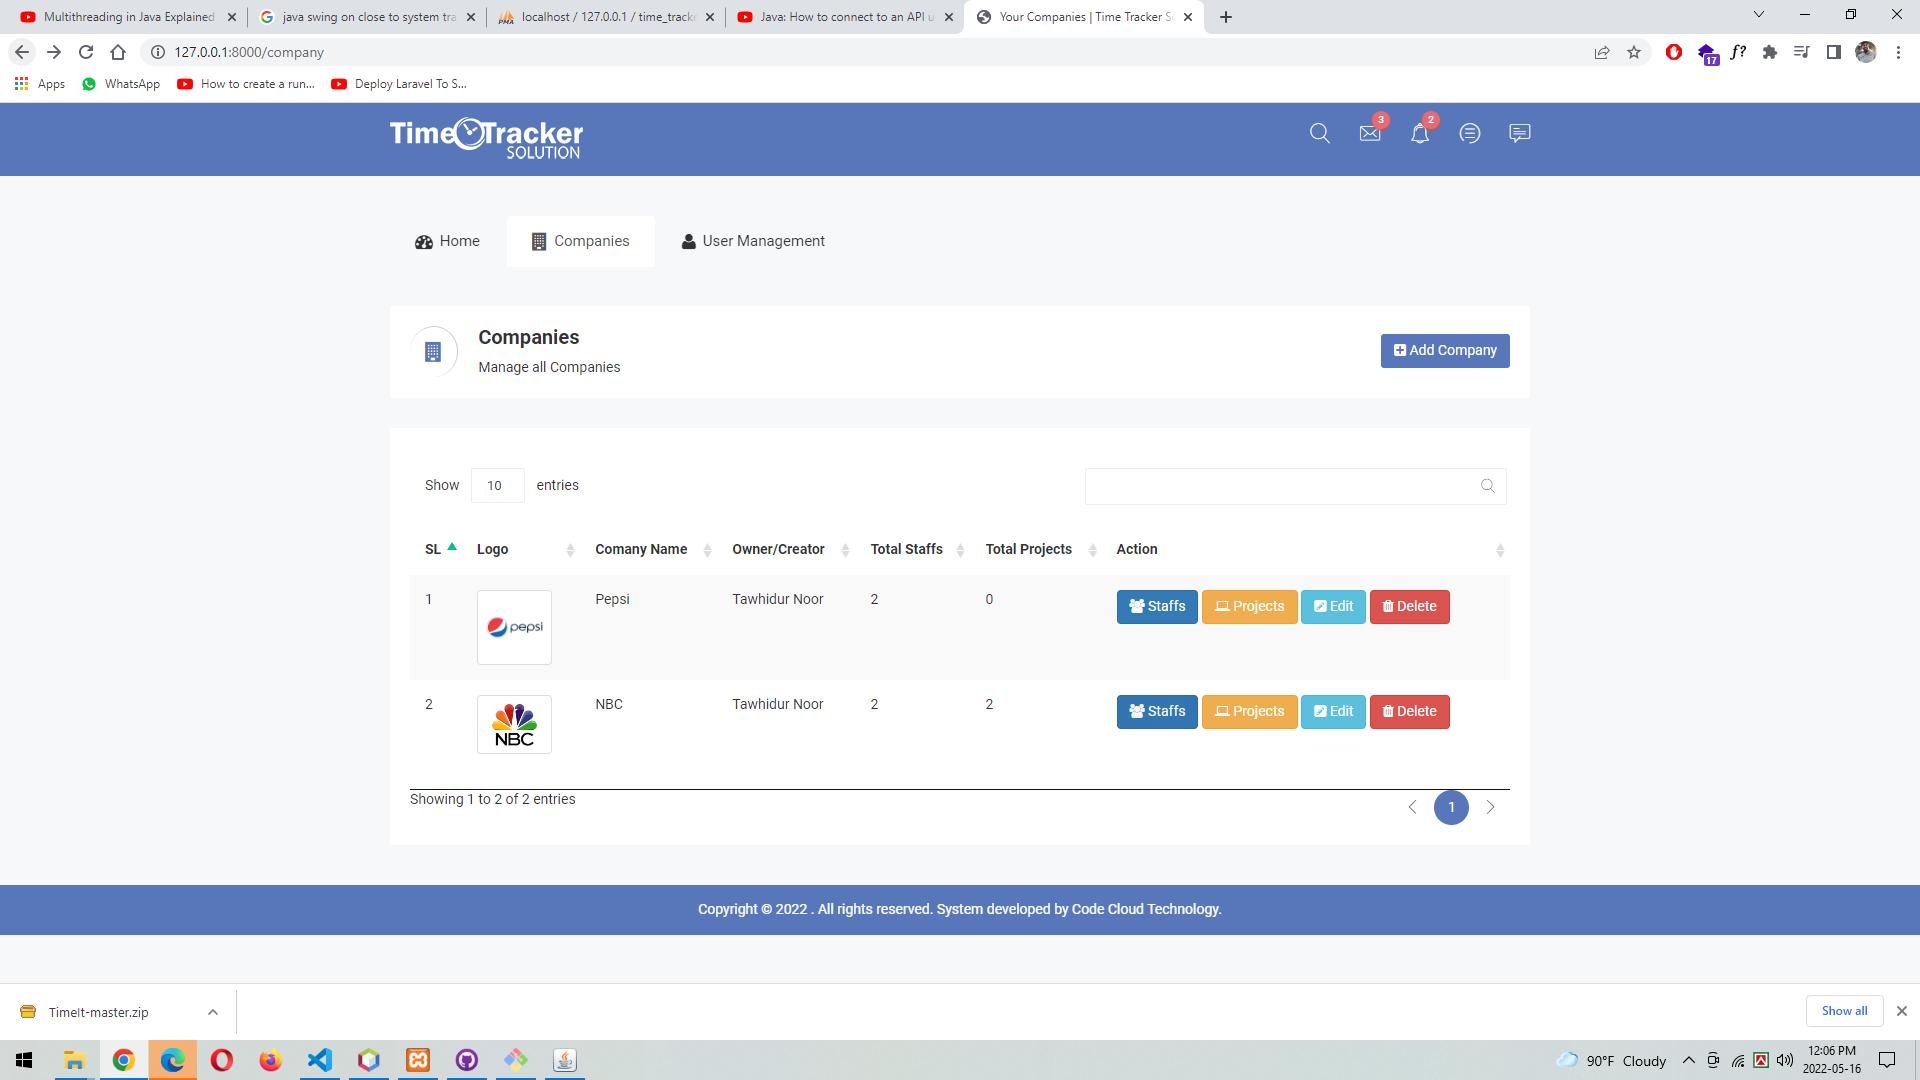 Multithreading in Java Explained
java swing on close to system tra
localhost / 127.0.0.1 / time_track
Java: How to connect to an API u
Your Companies | Time Tracker S
127.0.0.1:8000/company
17
f?
Apps
WhatsApp
How to create a run...
Deploy Laravel To S...
Time Tracker
SOLUTION
3
2
Home
Companies
User Management
Companies
Manage all Companies
Add Company
Show 10 entries
SL Logo Comany Name Owner/Creator Total Staffs Total Projects Action
1 pepsi Pepsi Tawhidur Noor 2 0 Staffs Projects Edit Delete
2 NBC NBC Tawhidur Noor 2 2 Staffs Projects Edit Delete
Showing 1 to 2 of 2 entries
1
Copyright © 2022 . All rights reserved. System developed by Code Cloud Technology.
TimeIt-master.zip
Show all
90°F Cloudy
12:06 PM
2022-05-16